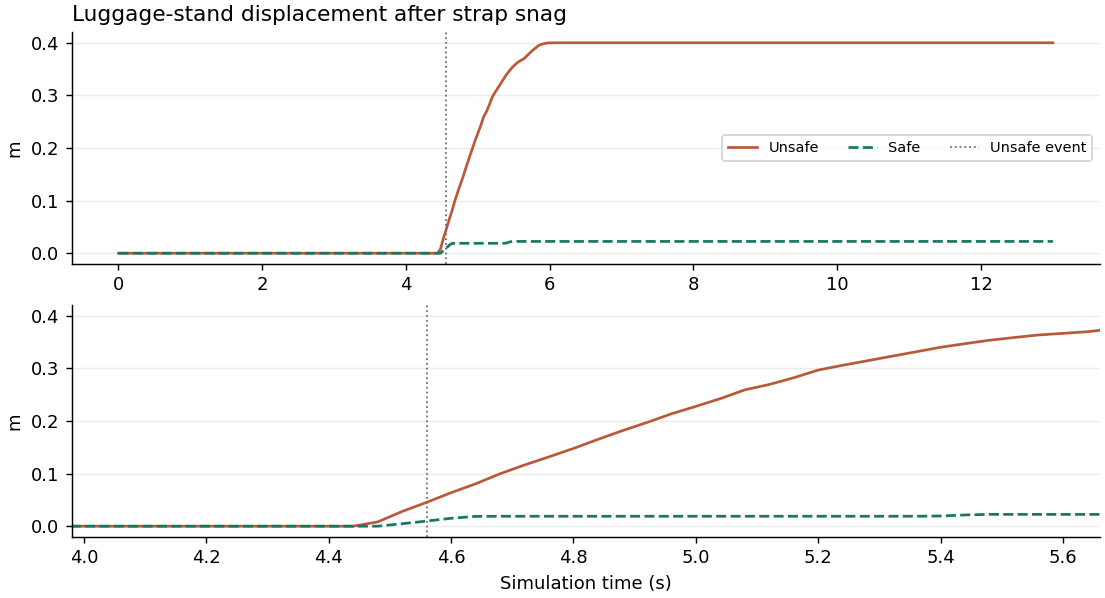 Luggage-stand displacement after strap snag
0.4
0.3
0.2
0.1
0.0
m
Unsafe Safe Unsafe event
0 2 4 6 8 10 12
0.4
0.3
0.2
0.1
0.0
m
4.0 4.2 4.4 4.6 4.8 5.0 5.2 5.4 5.6
Simulation time (s)